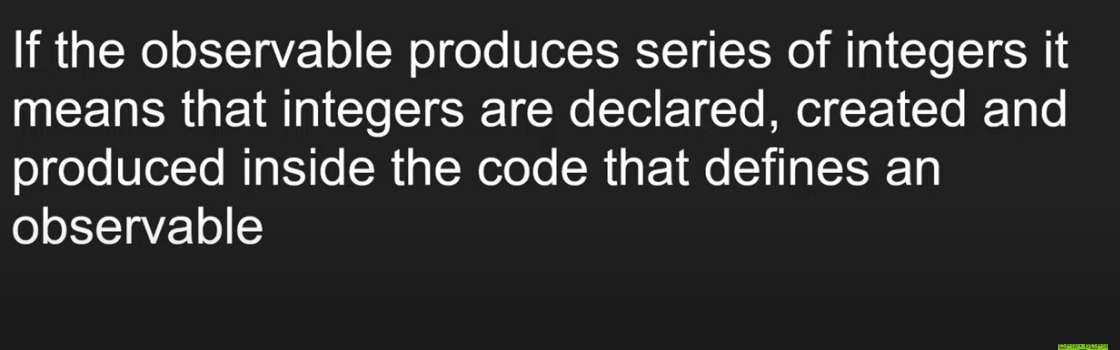 If the observable produces series of integers it
means that integers are declared, created and
produced inside the code that defines an
observable